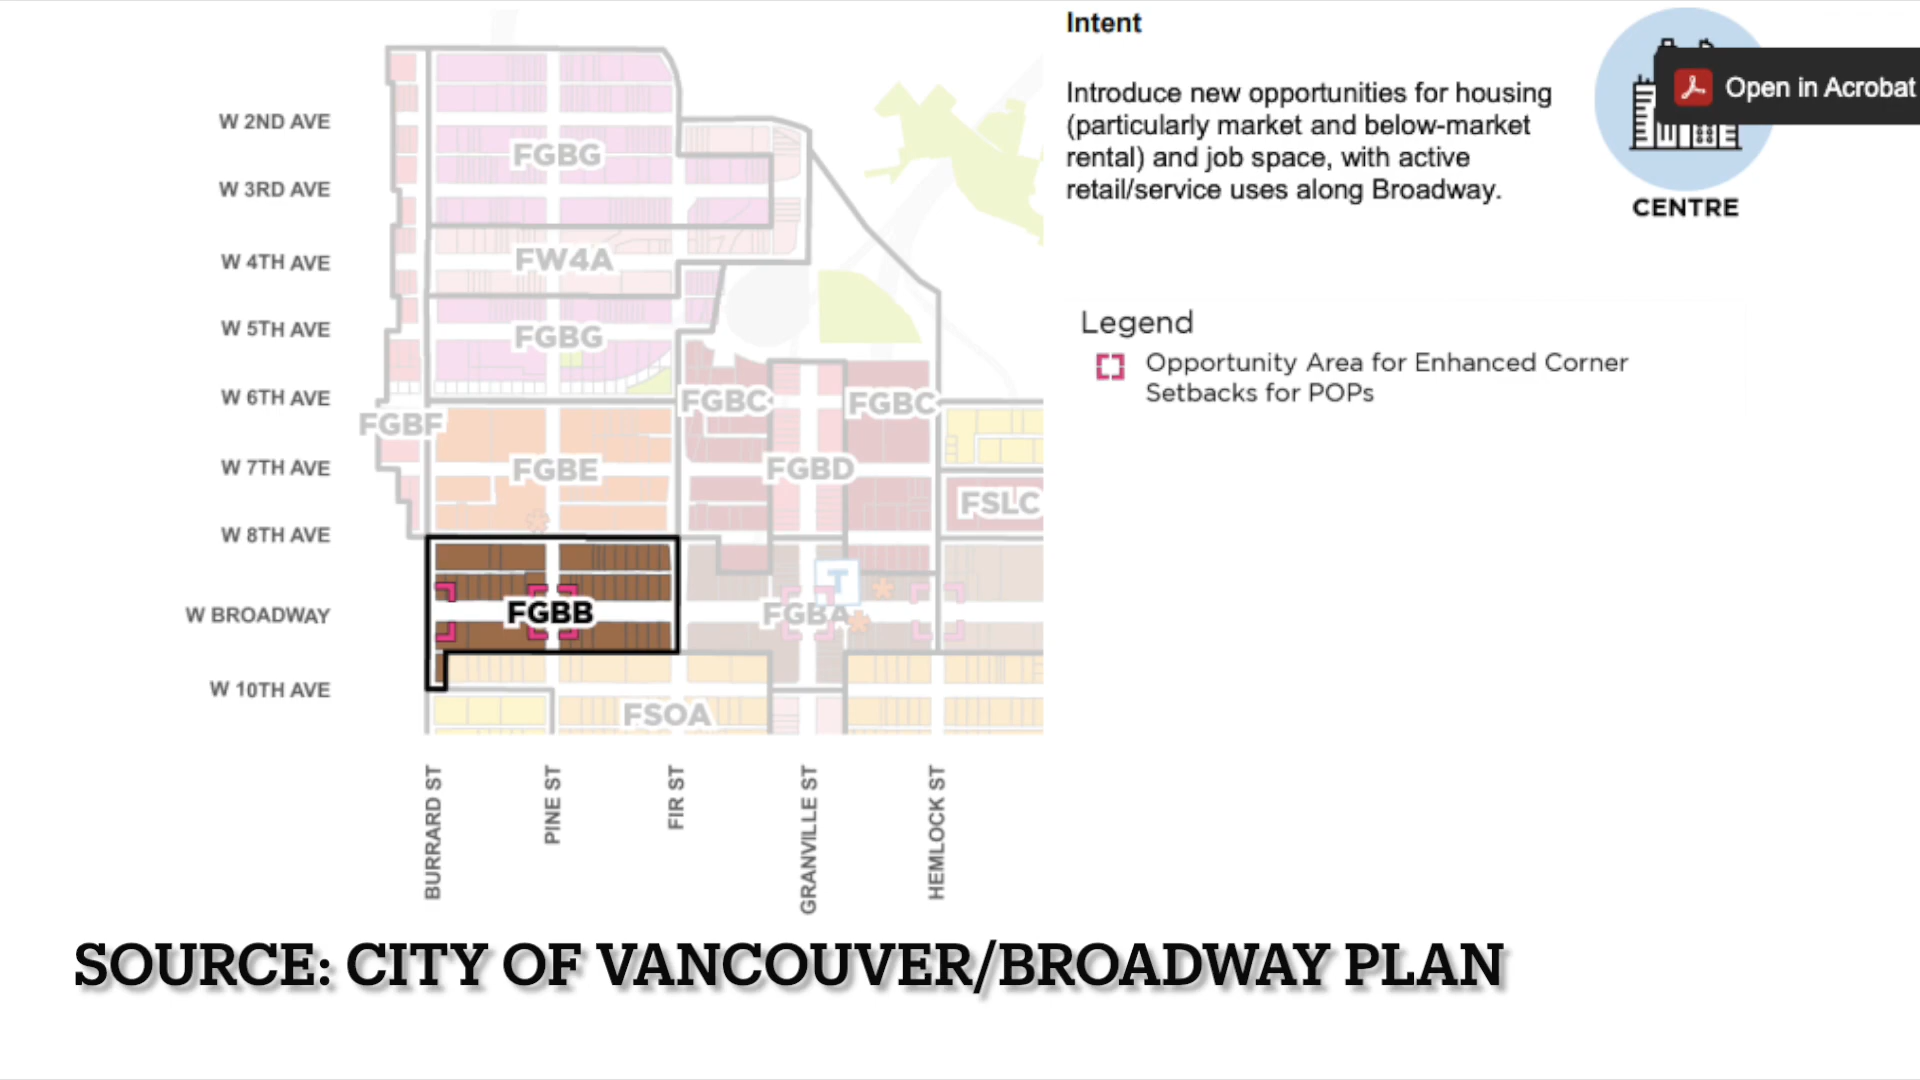 Intent
Introduce new opportunities for housing
(particularly market and below-market
rental) and job space, with active
retail/service uses along Broadway.
Open in Acrobat
CENTRE
Legend
Opportunity Area for Enhanced Corner
Setbacks for POPs
W 2ND AVE
W 3RD AVE
W 4TH AVE
W 5TH AVE
W 6TH AVE
W 7TH AVE
W 8TH AVE
W BROADWAY
W 10TH AVE
FGBG
FW4A
FGBG
FGBC
FGBC
FGBF
FGBE
FGBD
FSLC
T
FGBB
FGBA
FSOA
BURRARD ST
PINE ST
FIR ST
GRANVILLE ST
HEMLOCK ST
SOURCE: CITY OF VANCOUVER/BROADWAY PLAN